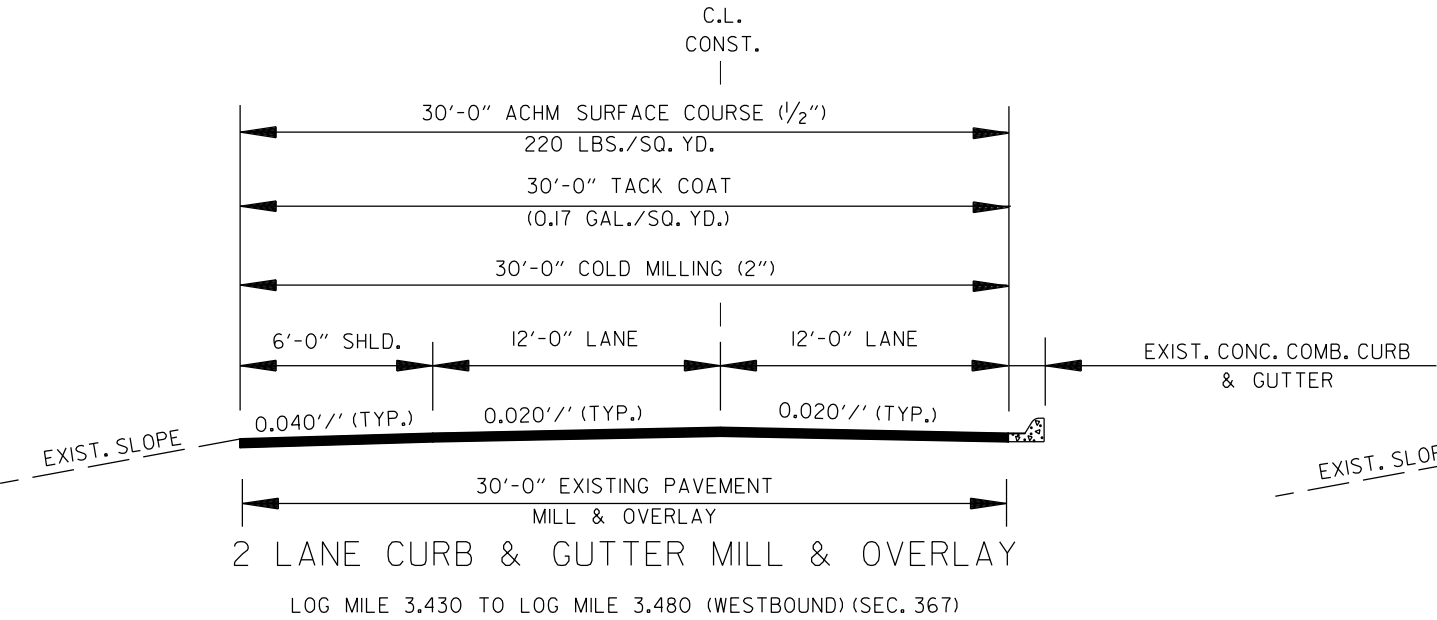 C.L.
CONST.
30'-0" ACHM SURFACE COURSE (1/2")
220 LBS./SQ. YD.
30'-0" TACK COAT
(0.17 GAL./SQ. YD.)
30'-0" COLD MILLING (2")
6'-0" SHLD.
12'-0" LANE
12'-0" LANE
EXIST. CONC. COMB. CURB
& GUTTER
0.040'/' (TYP.)
0.020'/' (TYP.)
0.020'/' (TYP.)
EXIST. SLOPE
EXIST.
30'-0" EXISTING PAVEMENT
MILL & OVERLAY
2 LANE CURB & GUTTER MILL & OVERLAY
LOG MILE 3.430 TO LOG MILE 3.480 (WESTBOUND) (SEC. 367)